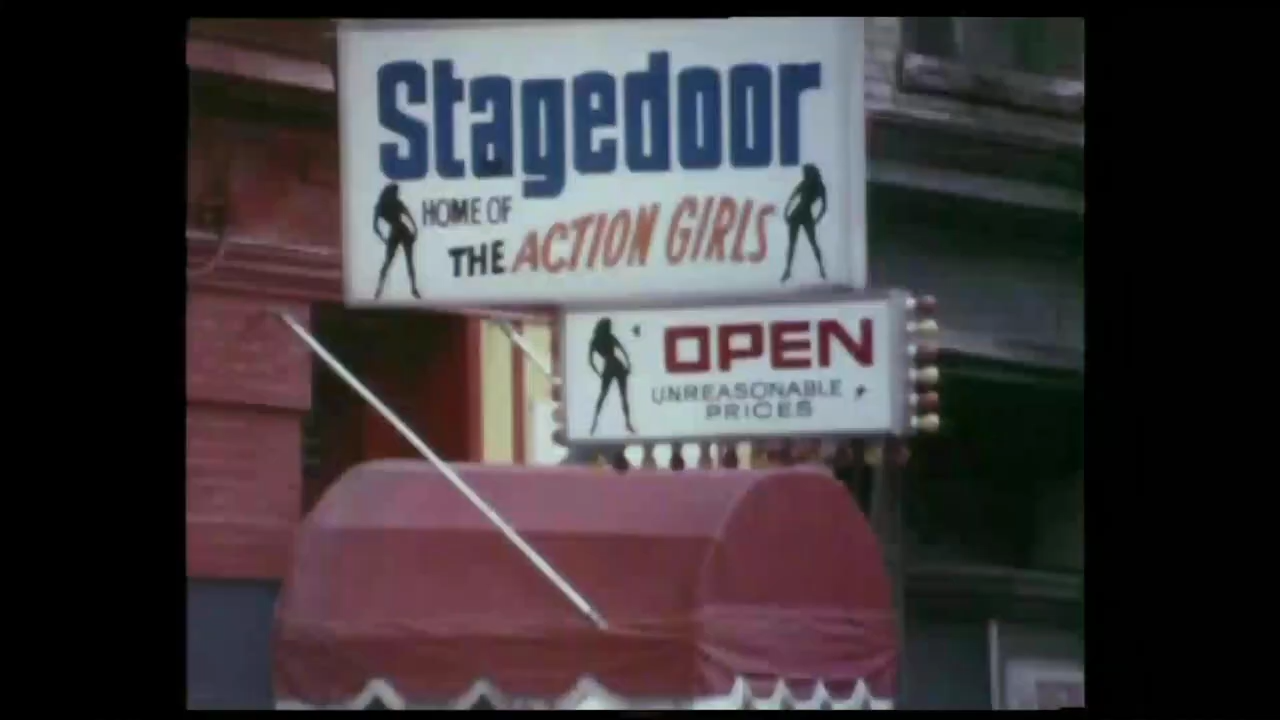 Stagedoor
HOME OF
THE ACTION GIRLS
OPEN
UNREASONABLE
PRICES